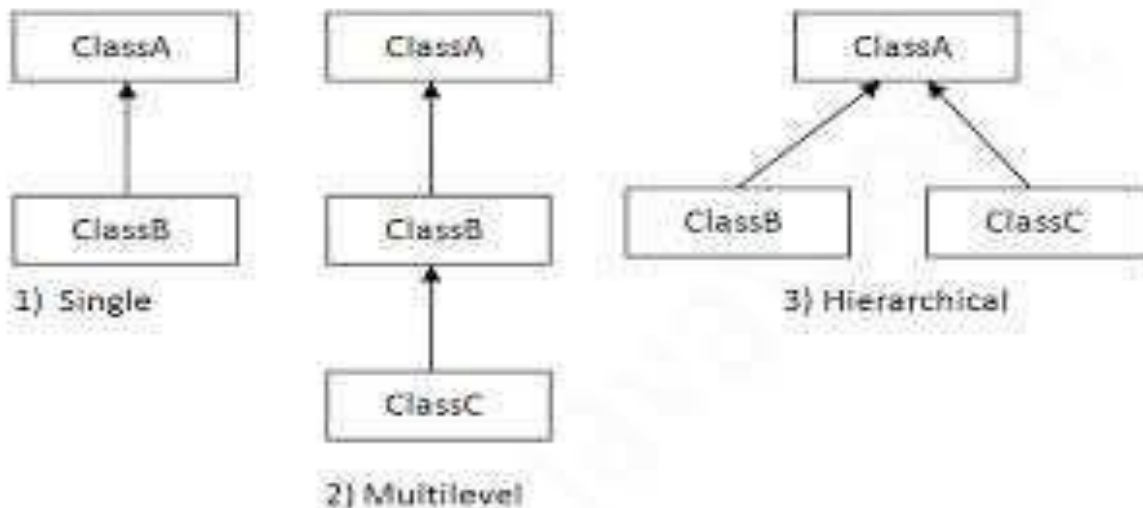 ClassA
ClassB
1) Single
ClassA
ClassB
ClassC
2) Multilevel
ClassA
ClassB
ClassC
3) Hierarchical